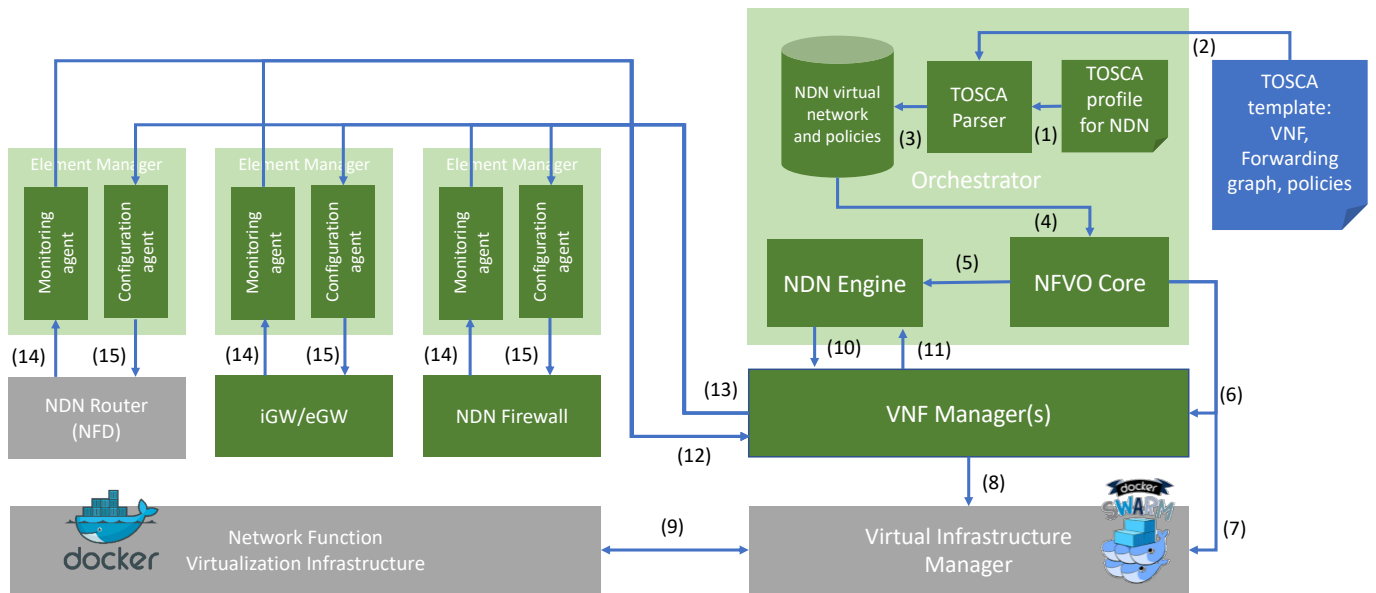 (2)
TOSCA
template:
VNF,
Forwarding
graph, policies
NDN virtual
network
and policies
(3)
TOSCA
Parser
(1)
TOSCA
profile
for NDN
Orchestrator
(4)
NDN Engine
(5)
NFVO Core
(10)
(11)
Element Manager
Monitoring
agent
Configuration
agent
Element Manager
Monitoring
agent
Configuration
agent
Element Manager
Monitoring
agent
Configuration
agent
(14)
(15)
(14)
(15)
(14)
(15)
NDN Router
(NFD)
iGW/eGW
NDN Firewall
(13)
(12)
VNF Manager(s)
(6)
(8)
(7)
docker
Network Function
Virtualization Infrastructure
(9)
Virtual Infrastructure
Manager
docker
SWARM